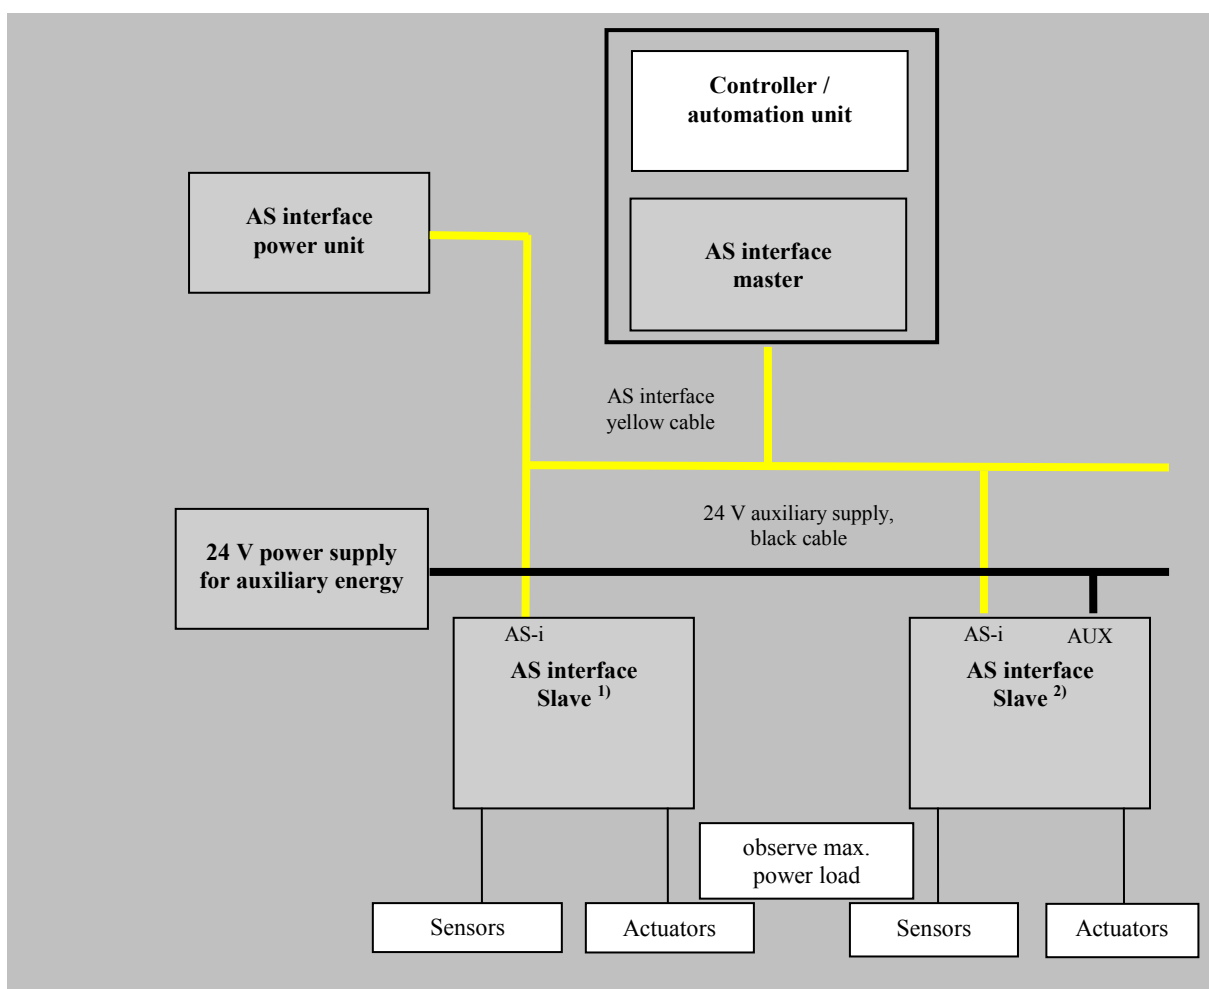 Controller /
automation unit
AS interface
power unit
AS interface
master
AS interface
yellow cable
24 V auxiliary supply,
black cable
24 V power supply
for auxiliary energy
AS-i
AS interface
Slave 1)
AS-i AUX
AS interface
Slave 2)
observe max.
power load
Sensors
Actuators
Sensors
Actuators